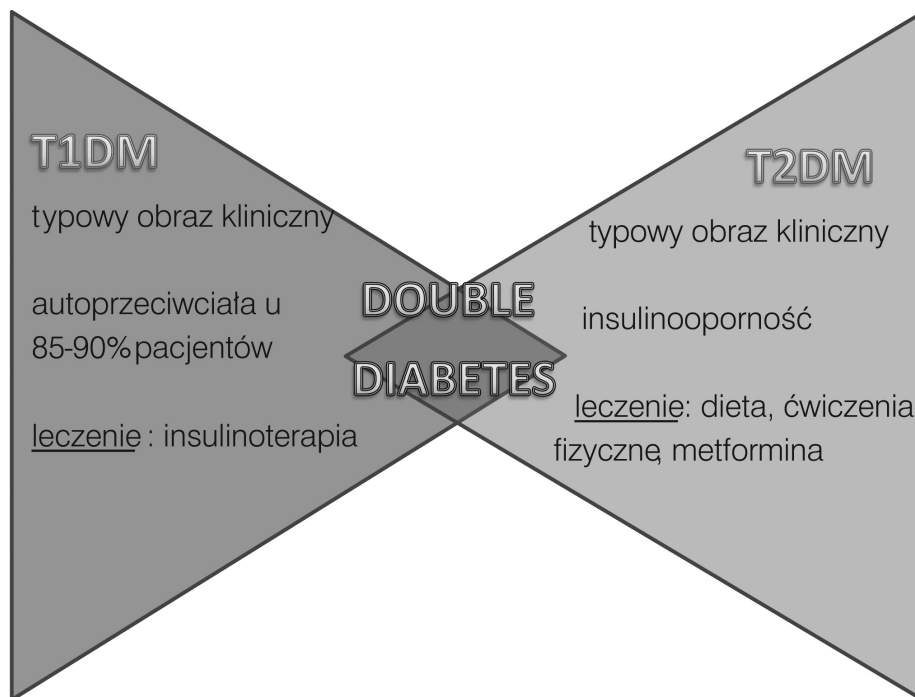 T1DM
typowy obraz kliniczny
autoprzeciwciała u
85-90% pacjentów
leczenie : insulinoterapia
DOUBLE
DIABETES
T2DM
typowy obraz kliniczny
insulinooporność
leczenie: dieta, ćwiczenia
fizyczne, metformina